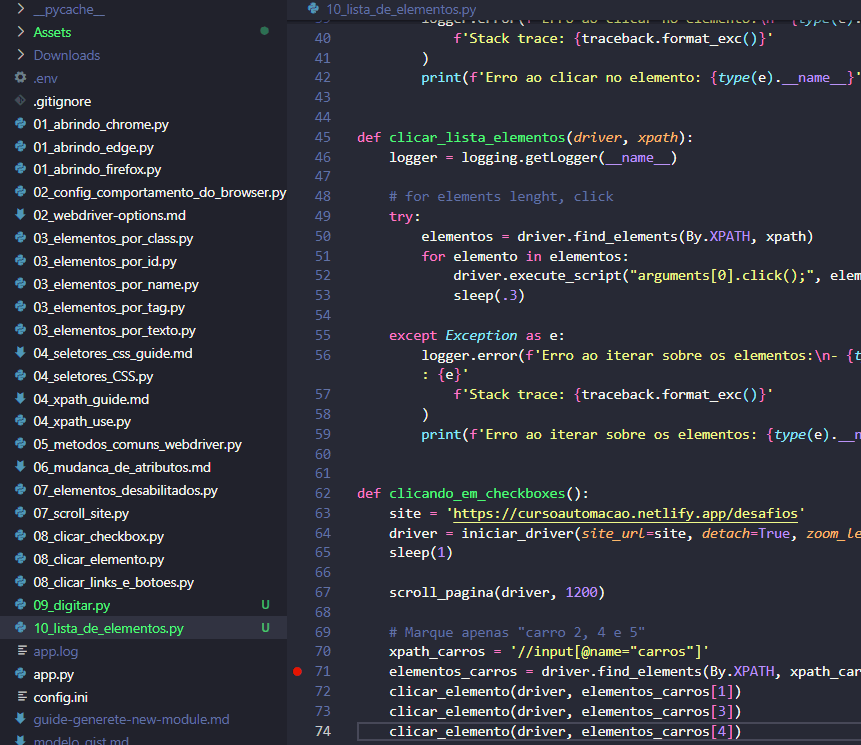 __pycache__
Assets
Downloads
.env
.gitignore
01_abrindo_chrome.py
01_abrindo_edge.py
01_abrindo_firefox.py
02_config_comportamento_do_browser.py
02_webdriver-options.md
03_elementos_por_class.py
03_elementos_por_id.py
03_elementos_por_name.py
03_elementos_por_tag.py
03_elementos_por_texto.py
04_seletores_css_guide.md
04_seletores_CSS.py
04_xpath_guide.md
04_xpath_use.py
05_metodos_comuns_webdriver.py
06_mudanca_de_atributos.md
07_elementos_desabilitados.py
07_scroll_site.py
08_clicar_checkbox.py
08_clicar_elemento.py
08_clicar_links_e_botoes.py
09_digitar.py U
10_lista_de_elementos.py U
app.log
app.py
config.ini
guide-generete-new-module.md
modelo_gist.md
10_lista_de_elementos.py
39 logger.error(f'Erro ao clicar no elemento:\n- {type(e).
40 f'Stack trace: {traceback.format_exc()}'
41 )
42 print(f'Erro ao clicar no elemento: {type(e).__name__}'
43
44
45 def clicar_lista_elementos(driver, xpath):
46 logger = logging.getLogger(__name__)
47
48 # for elements lenght, click
49 try:
50 elementos = driver.find_elements(By.XPATH, xpath)
51 for elemento in elementos:
52 driver.execute_script("arguments[0].click();", elem
53 sleep(.3)
54
55 except Exception as e:
56 logger.error(f'Erro ao iterar sobre os elementos:\n- {t
: {e}'
57 f'Stack trace: {traceback.format_exc()}'
58 )
59 print(f'Erro ao iterar sobre os elementos: {type(e).__n
60
61
62 def clicando_em_checkboxes():
63 site = 'https://cursoautomacao.netlify.app/desafios'
64 driver = iniciar_driver(site_url=site, detach=True, zoom_le
65 sleep(1)
66
67 scroll_pagina(driver, 1200)
68
69 # Marque apenas "carro 2, 4 e 5"
70 xpath_carros = '//input[@name="carros"]'
71 elementos_carros = driver.find_elements(By.XPATH, xpath_car
72 clicar_elemento(driver, elementos_carros[1])
73 clicar_elemento(driver, elementos_carros[3])
74 clicar_elemento(driver, elementos_carros[4])